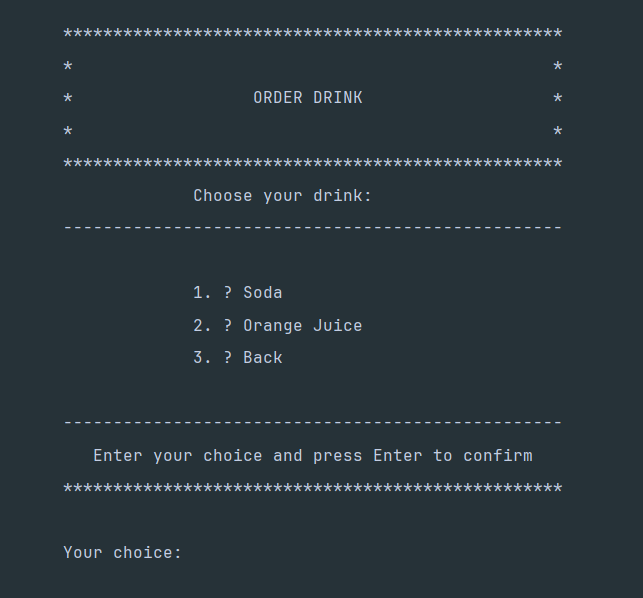 **************************************************
*                                                *
*                  ORDER DRINK                   *
*                                                *
**************************************************
Choose your drink:
--------------------------------------------------
1. ? Soda
2. ? Orange Juice
3. ? Back
--------------------------------------------------
Enter your choice and press Enter to confirm
**************************************************
Your choice: